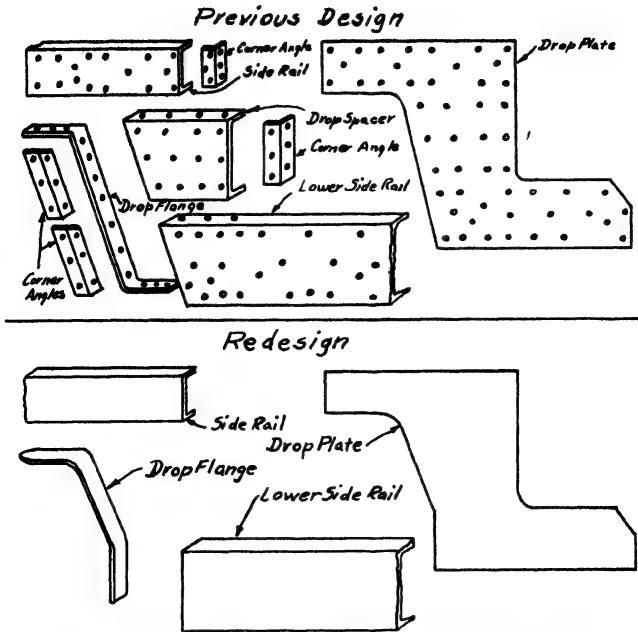 Previous Design
Corner Angle
Side Rail
Drop Plate
Drop Spacer
Corner Angle
Lower Side Rail
Drop Flange
Corner
Angles
Redesign
Side Rail
Drop Plate
Drop Flange
Lower Side Rail